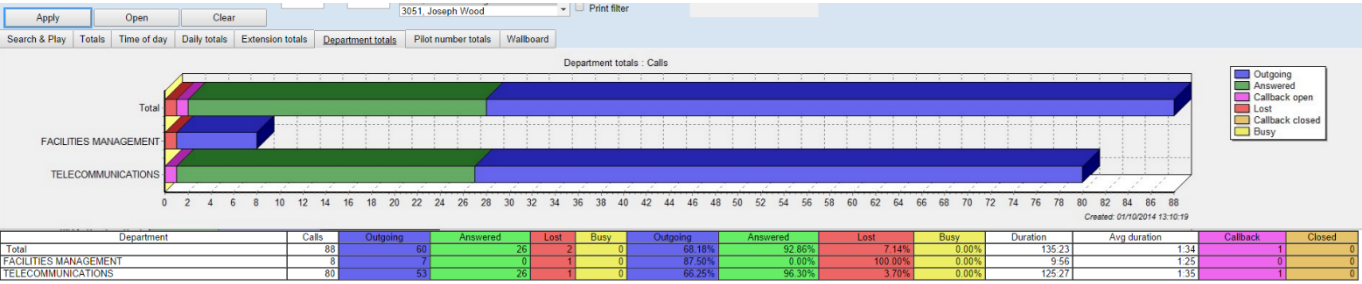 3051, Joseph Wood Print filter
Apply Open Clear
Search & Play Totals Time of day Daily totals Extension totals Department totals Pilot number totals Wallboard
Department totals : Calls
Total
FACILITIES MANAGEMENT
TELECOMMUNICATIONS
Outgoing
Answered
Callback open
Lost
Callback closed
Busy
0 2 4 6 8 10 12 14 16 18 20 22 24 26 28 30 32 34 36 38 40 42 44 46 48 50 52 54 56 58 60 62 64 66 68 70 72 74 76 78 80 82 84 86 88
Created: 01/10/2014 13:10:19
Department Calls Outgoing Answered Lost Busy Outgoing Answered Lost Busy Duration Avg duration Callback Closed
Total 88 60 26 2 0 68.18% 92.86% 7.14% 0.00% 135:23 1:34 1 0
FACILITIES MANAGEMENT 8 7 0 1 0 87.50% 0.00% 100.00% 0.00% 9:56 1:25 0 0
TELECOMMUNICATIONS 80 53 26 1 0 66.25% 96.30% 3.70% 0.00% 125:27 1:35 1 0